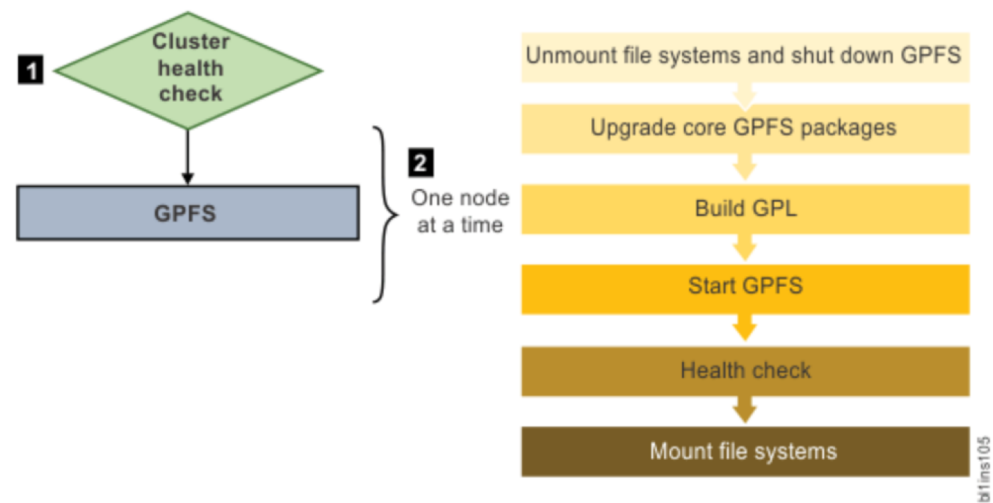 1
Cluster
health
check
GPFS
2
One node
at a time
Unmount file systems and shut down GPFS
Upgrade core GPFS packages
Build GPL
Start GPFS
Health check
Mount file systems
bl1ins105